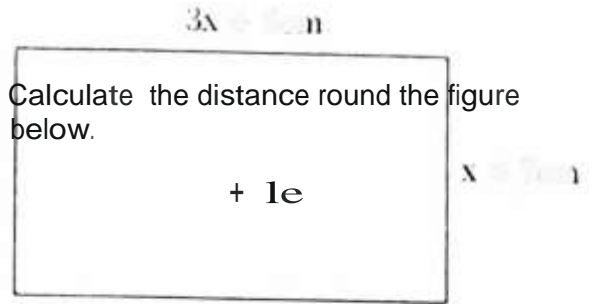 3x
Calculate the distance round the figure
below.
x
+ 1e